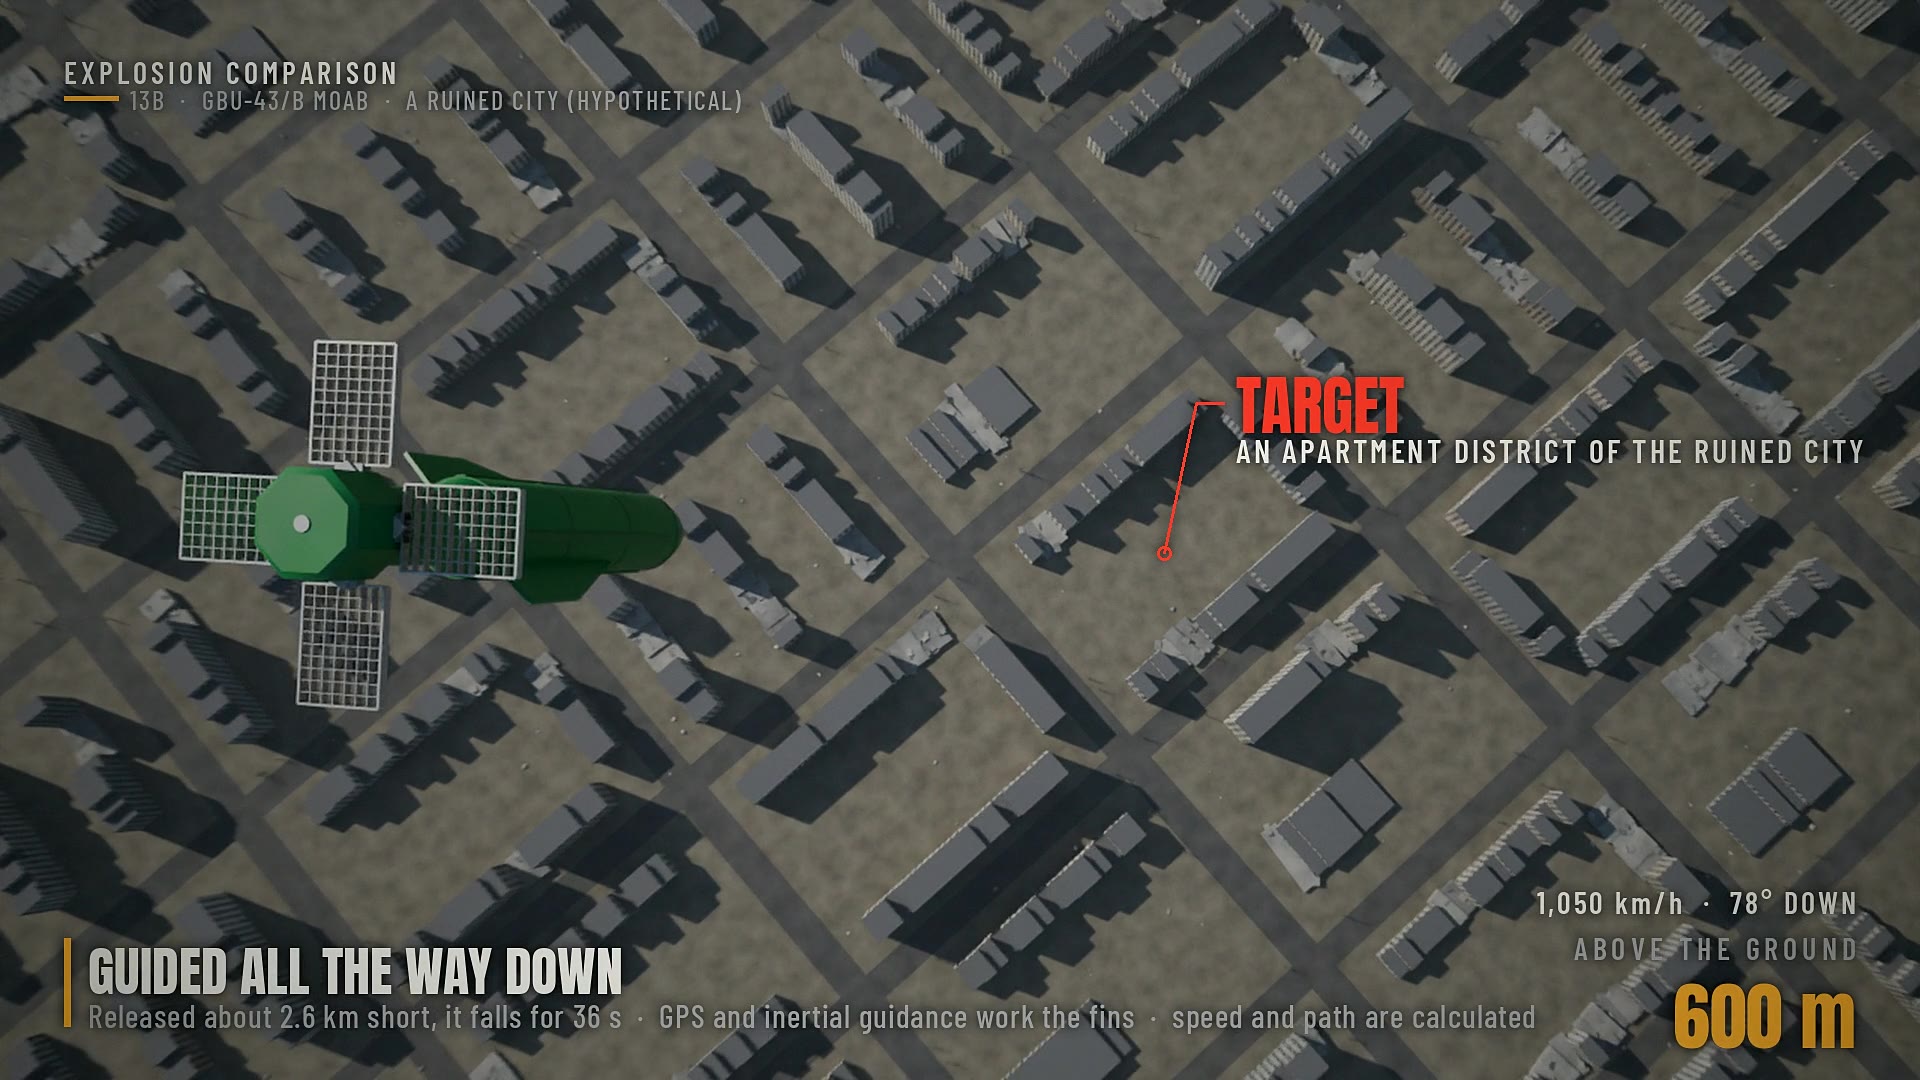 EXPLOSION COMPARISON
13B · GBU-43/B MOAB · A RUINED CITY (HYPOTHETICAL)
TARGET
AN APARTMENT DISTRICT OF THE RUINED CITY
1,050 km/h · 78° DOWN
ABOVE THE GROUND
600 m
GUIDED ALL THE WAY DOWN
Released about 2.6 km short, it falls for 36 s · GPS and inertial guidance work the fins · speed and path are calculated